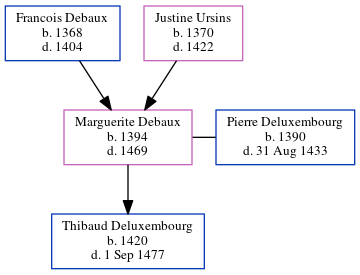 Francois Debaux
b. 1368
d. 1404
Justine Ursins
b. 1370
d. 1422
Marguerite Debaux
b. 1394
d. 1469
Pierre Deluxembourg
b. 1390
d. 31 Aug 1433
Thibaud Deluxembourg
b. 1420
d. 1 Sep 1477